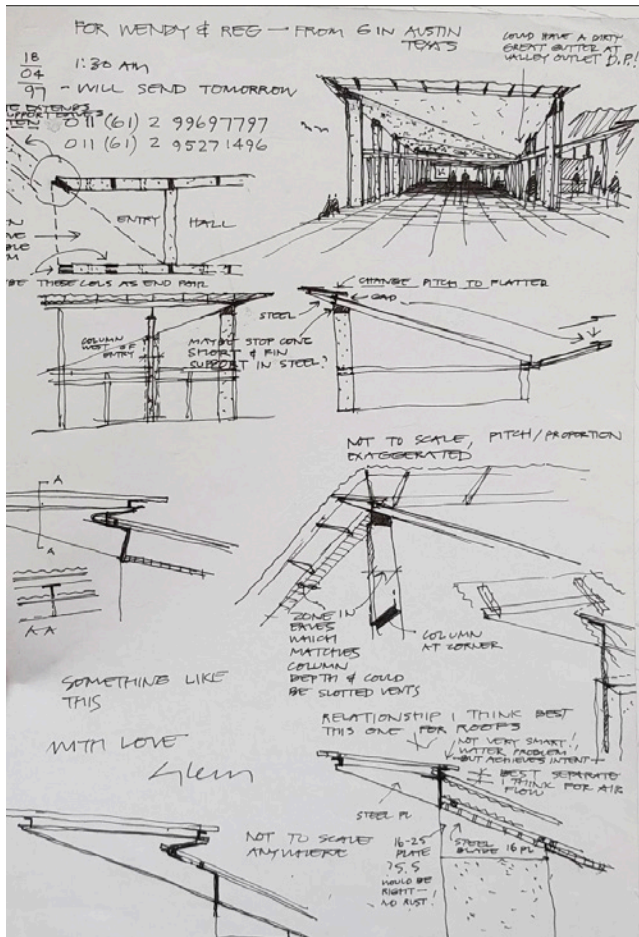 FOR WENDY & REG — FROM G IN AUSTIN
TEXAS
18
04
97
1:30 AM
- WILL SEND TOMORROW
011 (61) 2 99697797
011 (61) 2 95271496
COULD HAVE A DIRTY
GREAT GUTTER AT
VALLEY OUTLET D.P.!
ENTRY
HALL
THESE COLS AS END PAIR
COLUMN
WEST OF
ENTRY
STEEL
MAYBE STOP CONC
SHORT & FIN
SUPPORT IN STEEL?
CHANGE PITCH TO FLATTER
GAP
NOT TO SCALE, PITCH/PROPORTION
EXAGGERATED
A
A
A A
ZONE IN
EAVES
WHICH
MATCHES
COLUMN
DEPTH & COULD
BE SLOTTED VENTS
COLUMN
AT CORNER
SOMETHING LIKE
THIS
WITH LOVE
Glenn
RELATIONSHIP I THINK BEST
THIS ONE FOR ROOFS
NOT VERY SMART!
WATER PROBLEM!
BUT ACHIEVES INTENT
BEST SEPARATE
I THINK FOR AIR
FLOW
STEEL PL
NOT TO SCALE
ANYWHERE
16-25
PLATE
?S.S
WOULD BE
RIGHT —
NO RUST!
STEEL
BLADE 16 PL